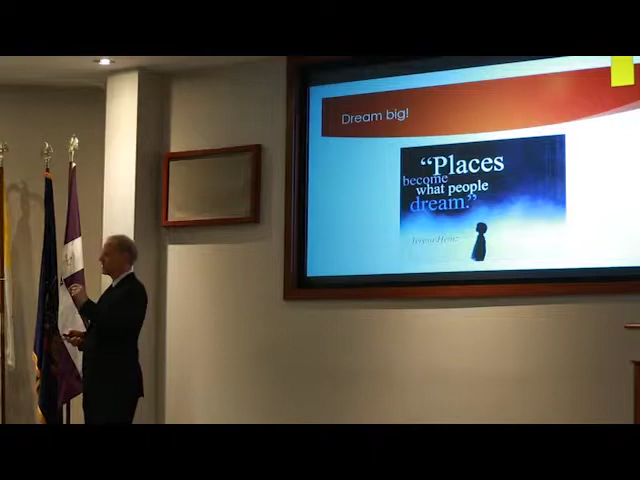 Dream big!
“Places
become
what people
dream.”